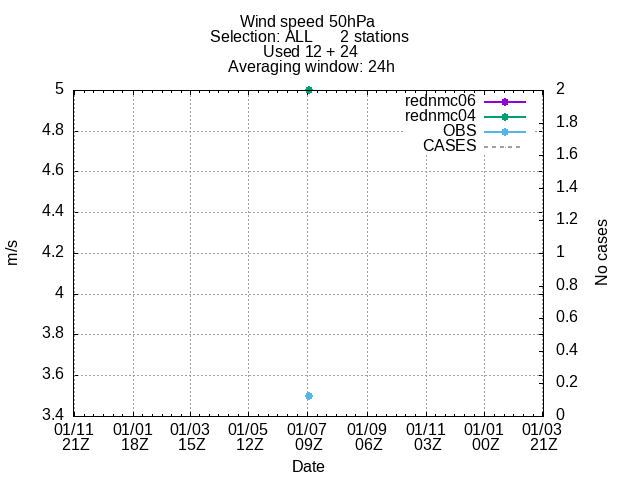 Wind speed 50hPa
Selection: ALL 2 stations
Used 12 + 24
Averaging window: 24h
rednmc06
rednmc04
OBS
CASES
5
4.8
4.6
4.4
4.2
4
3.8
3.6
3.4
m/s
2
1.8
1.6
1.4
1.2
1
0.8
0.6
0.4
0.2
0
No cases
01/11 01/01 01/03 01/05 01/07 01/09 01/11 01/01 01/03
21Z 18Z 15Z 12Z 09Z 06Z 03Z 00Z 21Z
Date